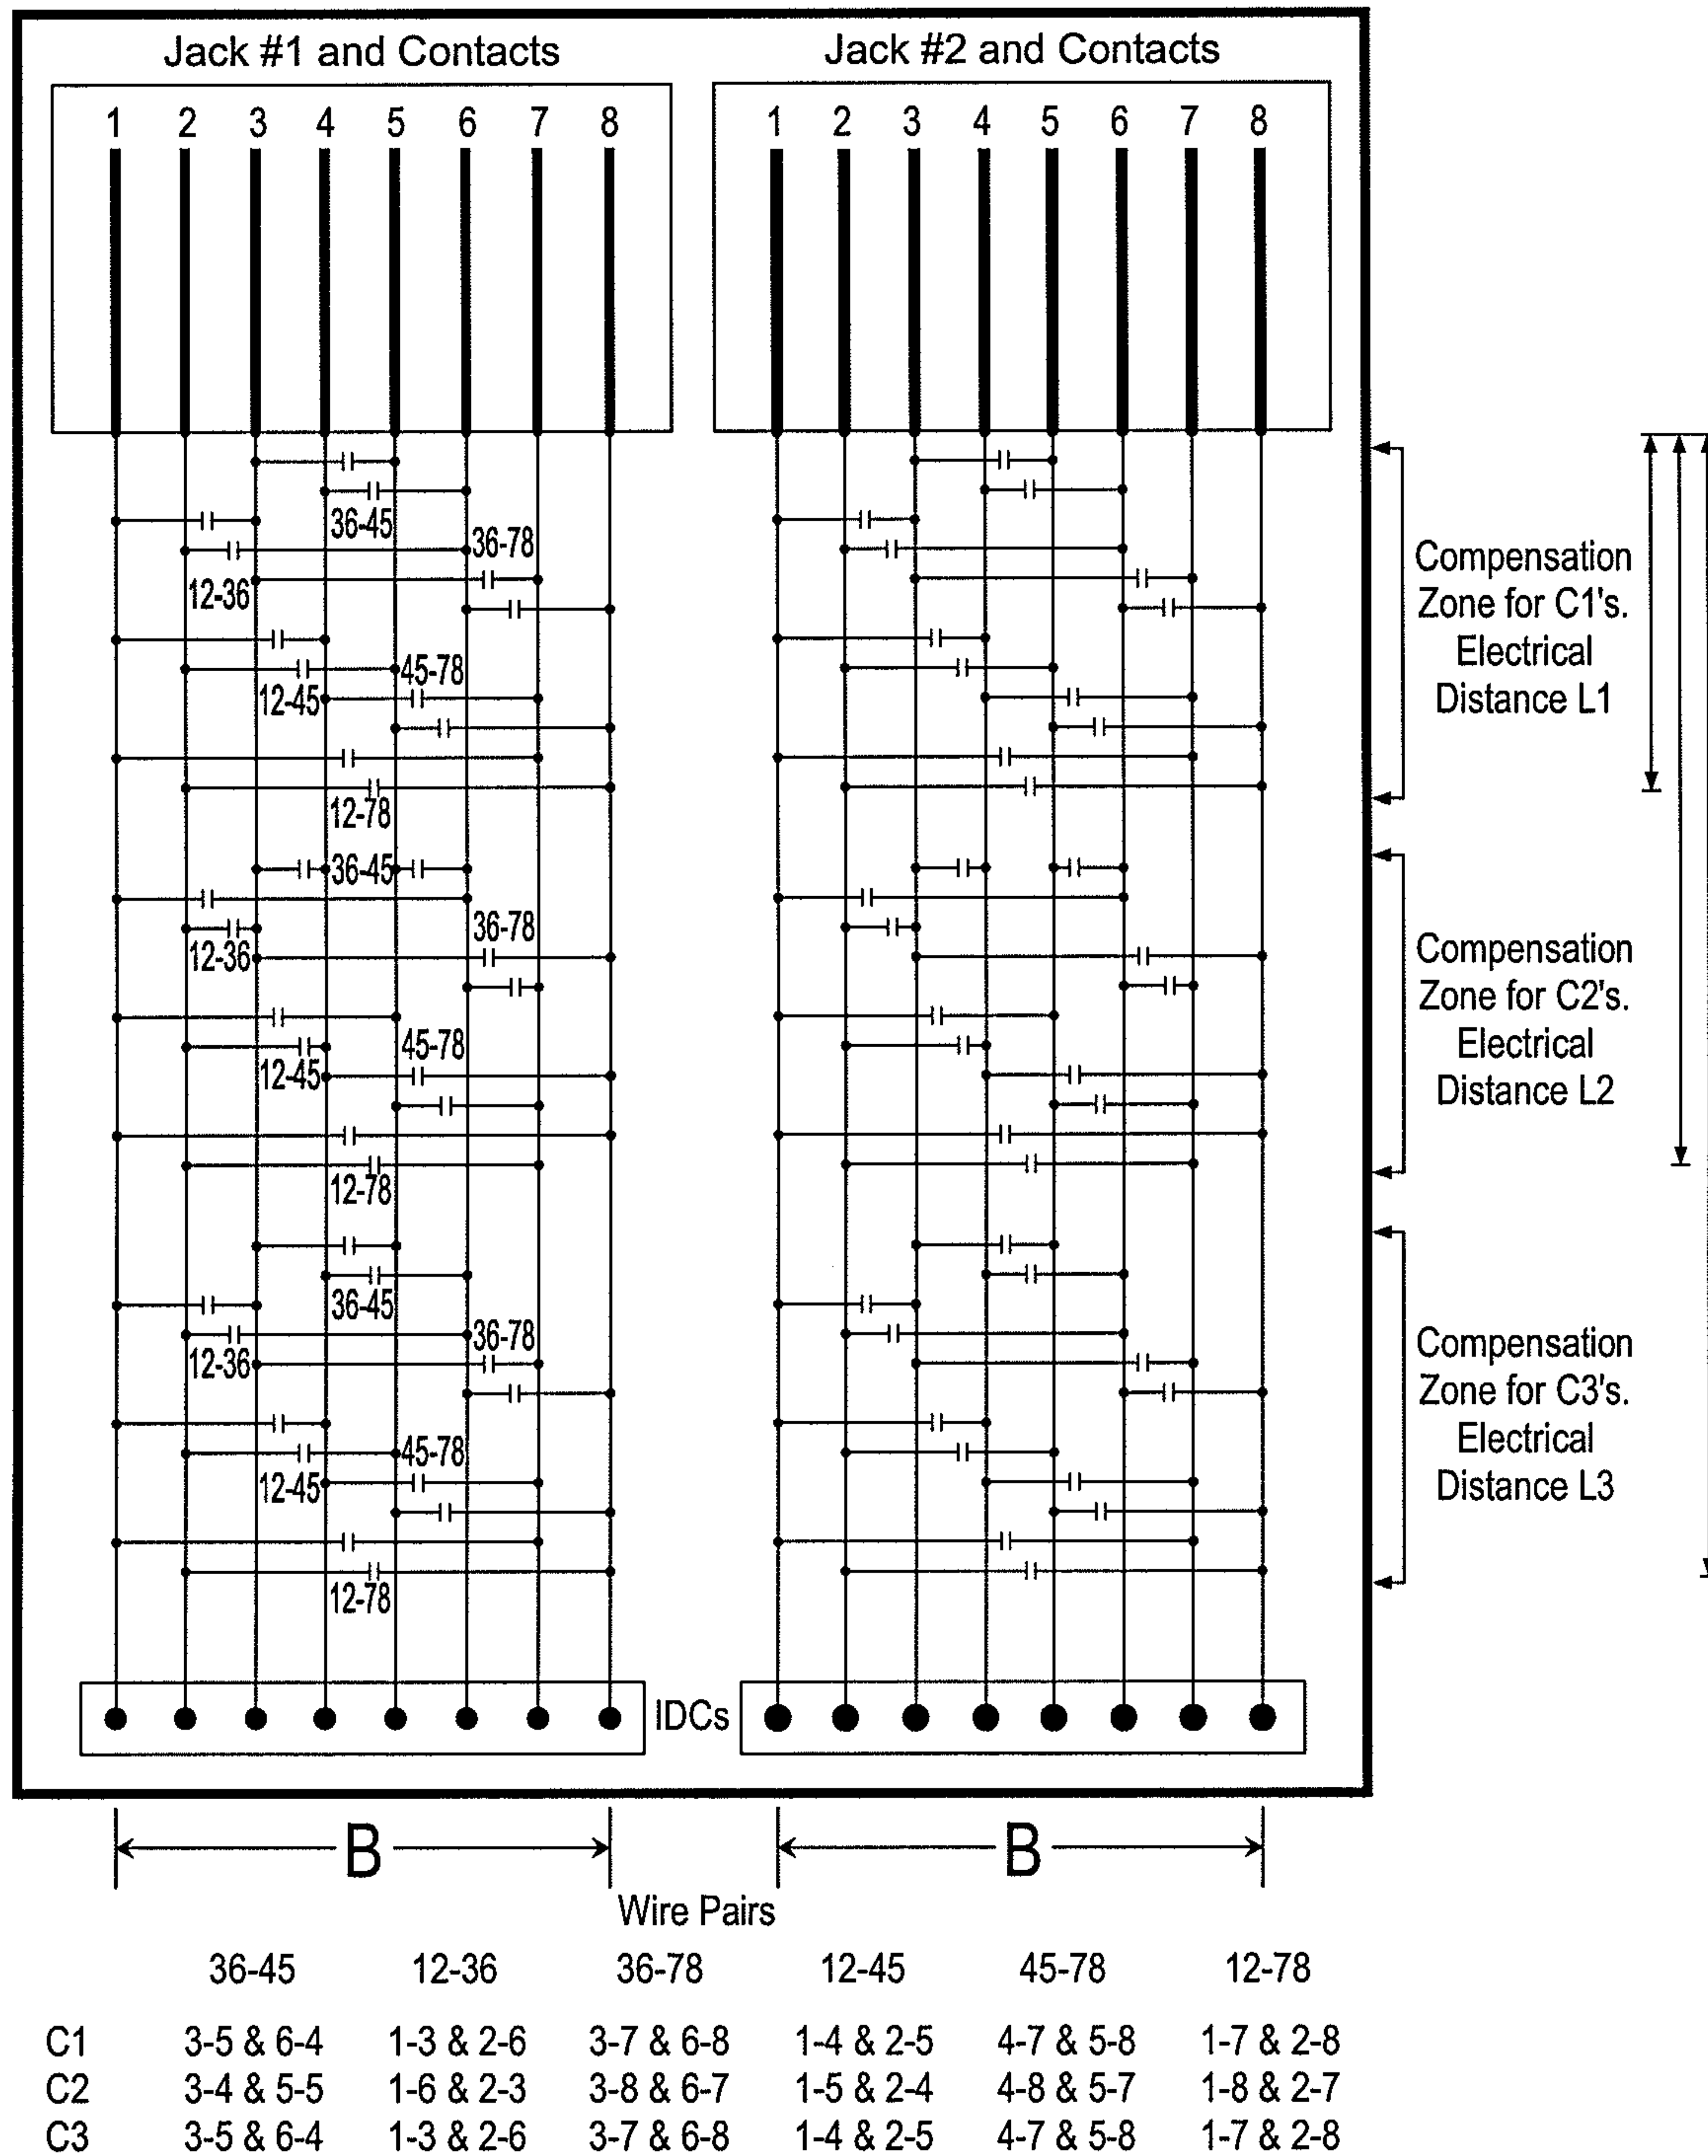 Jack #1 and Contacts
Jack #2 and Contacts
1 2 3 4 5 6 7 8
1 2 3 4 5 6 7 8
36-45
36-78
12-36
45-78
12-45
12-78
Compensation
Zone for C1's.
Electrical
Distance L1
36-45
36-78
12-36
45-78
12-45
12-78
Compensation
Zone for C2's.
Electrical
Distance L2
36-45
36-78
12-36
45-78
12-45
12-78
Compensation
Zone for C3's.
Electrical
Distance L3
IDCs
B
B
Wire Pairs
36-45 12-36 36-78 12-45 45-78 12-78
C1 3-5 & 6-4 1-3 & 2-6 3-7 & 6-8 1-4 & 2-5 4-7 & 5-8 1-7 & 2-8
C2 3-4 & 5-5 1-6 & 2-3 3-8 & 6-7 1-5 & 2-4 4-8 & 5-7 1-8 & 2-7
C3 3-5 & 6-4 1-3 & 2-6 3-7 & 6-8 1-4 & 2-5 4-7 & 5-8 1-7 & 2-8